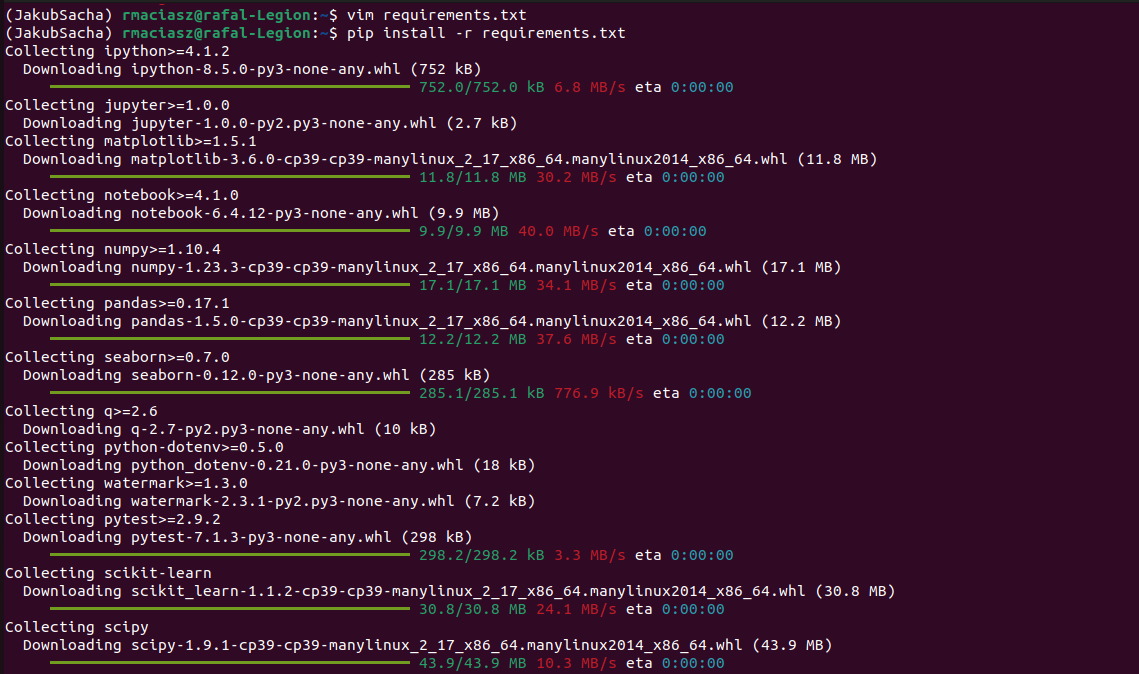 (JakubSacha) rmaciasz@rafal-Legion:~$ vim requirements.txt
(JakubSacha) rmaciasz@rafal-Legion:~$ pip install -r requirements.txt
Collecting ipython>=4.1.2
  Downloading ipython-8.5.0-py3-none-any.whl (752 kB)
752.0/752.0 kB 6.8 MB/s eta 0:00:00
Collecting jupyter>=1.0.0
  Downloading jupyter-1.0.0-py2.py3-none-any.whl (2.7 kB)
Collecting matplotlib>=1.5.1
  Downloading matplotlib-3.6.0-cp39-cp39-manylinux_2_17_x86_64.manylinux2014_x86_64.whl (11.8 MB)
11.8/11.8 MB 30.2 MB/s eta 0:00:00
Collecting notebook>=4.1.0
  Downloading notebook-6.4.12-py3-none-any.whl (9.9 MB)
9.9/9.9 MB 40.0 MB/s eta 0:00:00
Collecting numpy>=1.10.4
  Downloading numpy-1.23.3-cp39-cp39-manylinux_2_17_x86_64.manylinux2014_x86_64.whl (17.1 MB)
17.1/17.1 MB 34.1 MB/s eta 0:00:00
Collecting pandas>=0.17.1
  Downloading pandas-1.5.0-cp39-cp39-manylinux_2_17_x86_64.manylinux2014_x86_64.whl (12.2 MB)
12.2/12.2 MB 37.6 MB/s eta 0:00:00
Collecting seaborn>=0.7.0
  Downloading seaborn-0.12.0-py3-none-any.whl (285 kB)
285.1/285.1 kB 776.9 kB/s eta 0:00:00
Collecting q>=2.6
  Downloading q-2.7-py2.py3-none-any.whl (10 kB)
Collecting python-dotenv>=0.5.0
  Downloading python_dotenv-0.21.0-py3-none-any.whl (18 kB)
Collecting watermark>=1.3.0
  Downloading watermark-2.3.1-py2.py3-none-any.whl (7.2 kB)
Collecting pytest>=2.9.2
  Downloading pytest-7.1.3-py3-none-any.whl (298 kB)
298.2/298.2 kB 3.3 MB/s eta 0:00:00
Collecting scikit-learn
  Downloading scikit_learn-1.1.2-cp39-cp39-manylinux_2_17_x86_64.manylinux2014_x86_64.whl (30.8 MB)
30.8/30.8 MB 24.1 MB/s eta 0:00:00
Collecting scipy
  Downloading scipy-1.9.1-cp39-cp39-manylinux_2_17_x86_64.manylinux2014_x86_64.whl (43.9 MB)
43.9/43.9 MB 10.3 MB/s eta 0:00:00